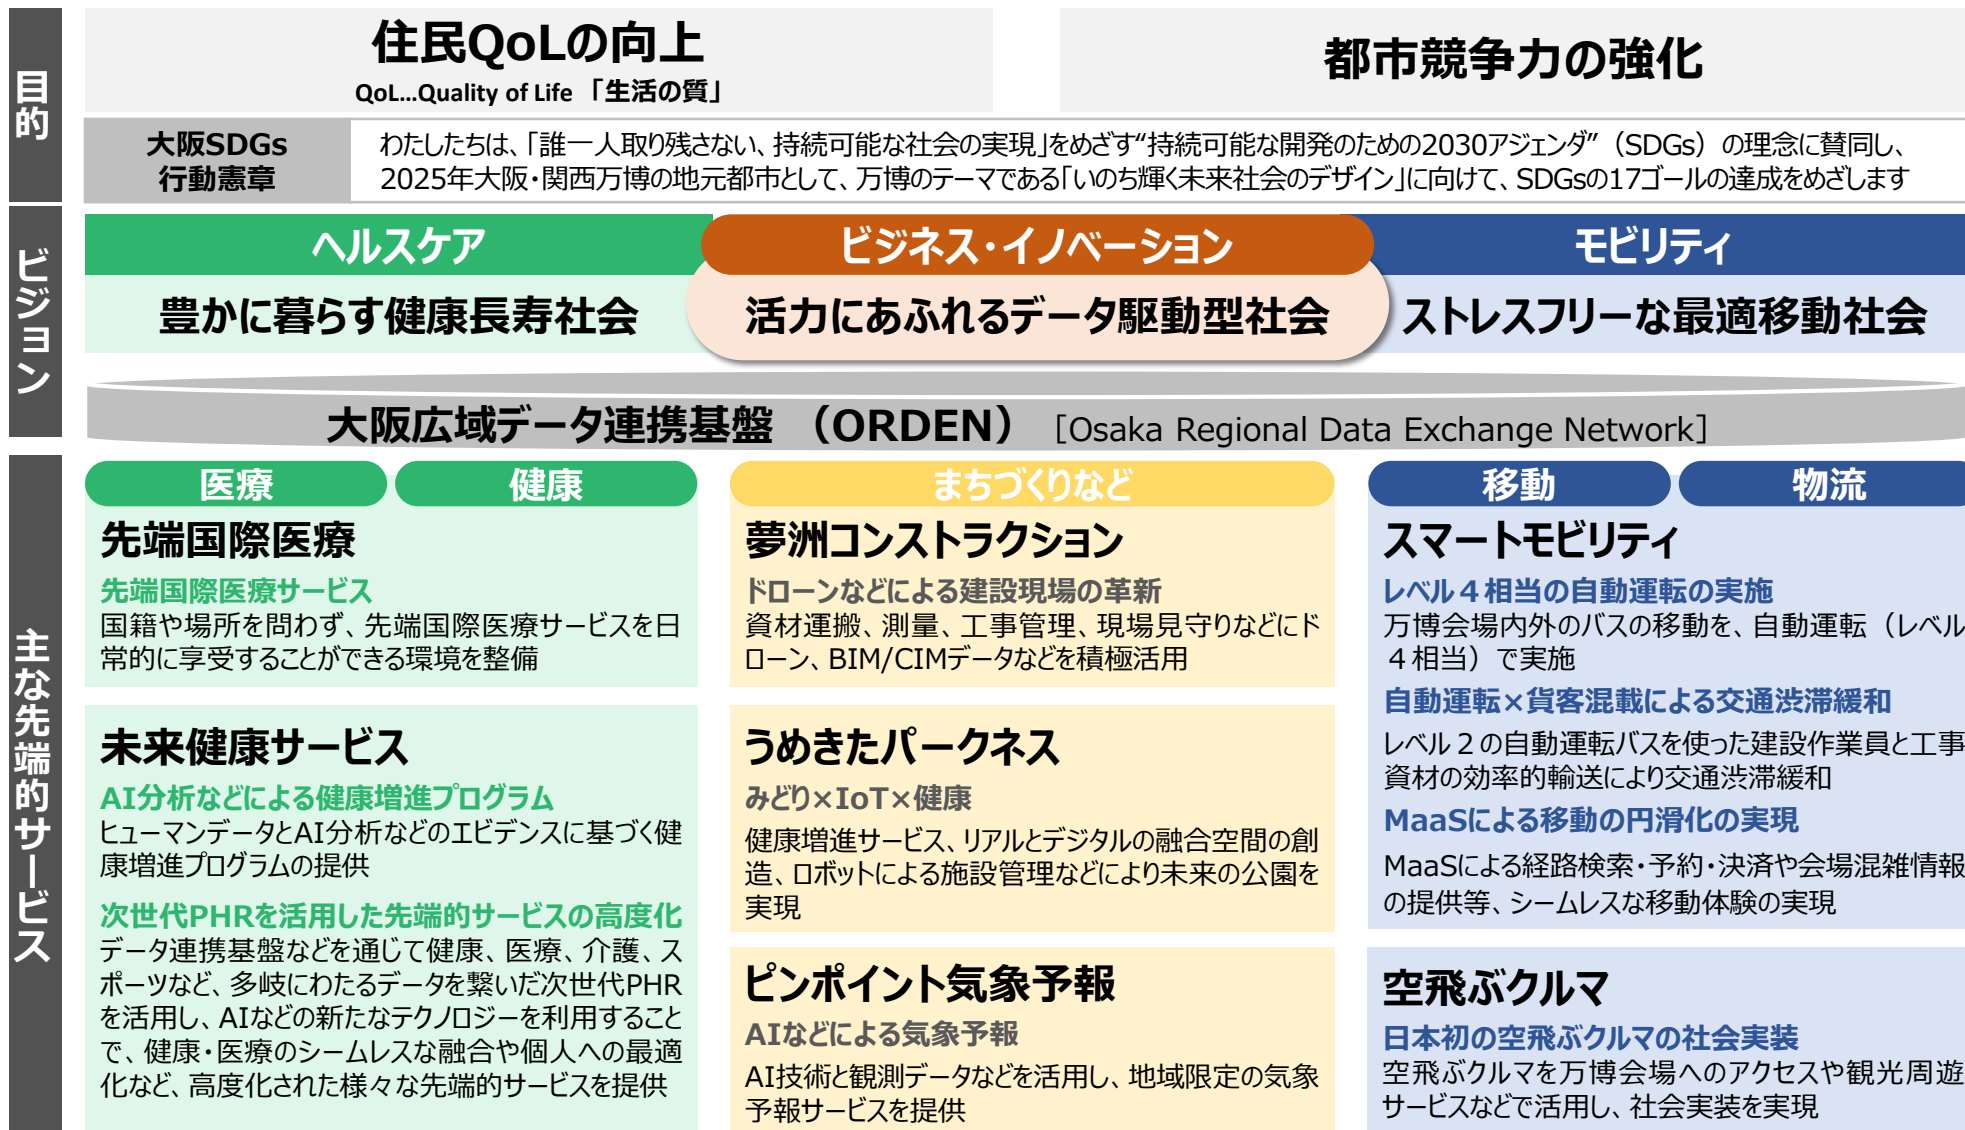 目的
住民QoLの向上
QoL…Quality of Life 「生活の質」
都市競争力の強化
大阪SDGs
行動憲章
わたしたちは、「誰一人取り残さない、持続可能な社会の実現」をめざす“持続可能な開発のための2030アジェンダ”（SDGs）の理念に賛同し、
2025年大阪・関西万博の地元都市として、万博のテーマである「いのち輝く未来社会のデザイン」に向けて、SDGsの17ゴールの達成をめざします
ビジョン
ヘルスケア
豊かに暮らす健康長寿社会
ビジネス・イノベーション
活力にあふれるデータ駆動型社会
モビリティ
ストレスフリーな最適移動社会
大阪広域データ連携基盤 （ORDEN） ［Osaka Regional Data Exchange Network］
主な先端的サービス
医療
健康
先端国際医療
先端国際医療サービス
国籍や場所を問わず、先端国際医療サービスを日
常的に享受することができる環境を整備
未来健康サービス
AI分析などによる健康増進プログラム
ヒューマンデータとAI分析などのエビデンスに基づく健
康増進プログラムの提供
次世代PHRを活用した先端的サービスの高度化
データ連携基盤などを通じて健康、医療、介護、ス
ポーツなど、多岐にわたるデータを繋いだ次世代PHR
を活用し、AIなどの新たなテクノロジーを利用すること
で、健康・医療のシームレスな融合や個人への最適
化など、高度化された様々な先端的サービスを提供
まちづくりなど
夢洲コンストラクション
ドローンなどによる建設現場の革新
資材運搬、測量、工事管理、現場見守りなどにド
ローン、BIM/CIMデータなどを積極活用
うめきたパークネス
みどり×IoT×健康
健康増進サービス、リアルとデジタルの融合空間の創
造、ロボットによる施設管理などにより未来の公園を
実現
ピンポイント気象予報
AIなどによる気象予報
AI技術と観測データなどを活用し、地域限定の気象
予報サービスを提供
移動
物流
スマートモビリティ
レベル４相当の自動運転の実施
万博会場内外のバスの移動を、自動運転（レベル
４相当）で実施
自動運転×貨客混載による交通渋滞緩和
レベル２の自動運転バスを使った建設作業員と工事
資材の効率的輸送により交通渋滞緩和
MaaSによる移動の円滑化の実現
MaaSによる経路検索・予約・決済や会場混雑情報
の提供等、シームレスな移動体験の実現
空飛ぶクルマ
日本初の空飛ぶクルマの社会実装
空飛ぶクルマを万博会場へのアクセスや観光周遊
サービスなどで活用し、社会実装を実現